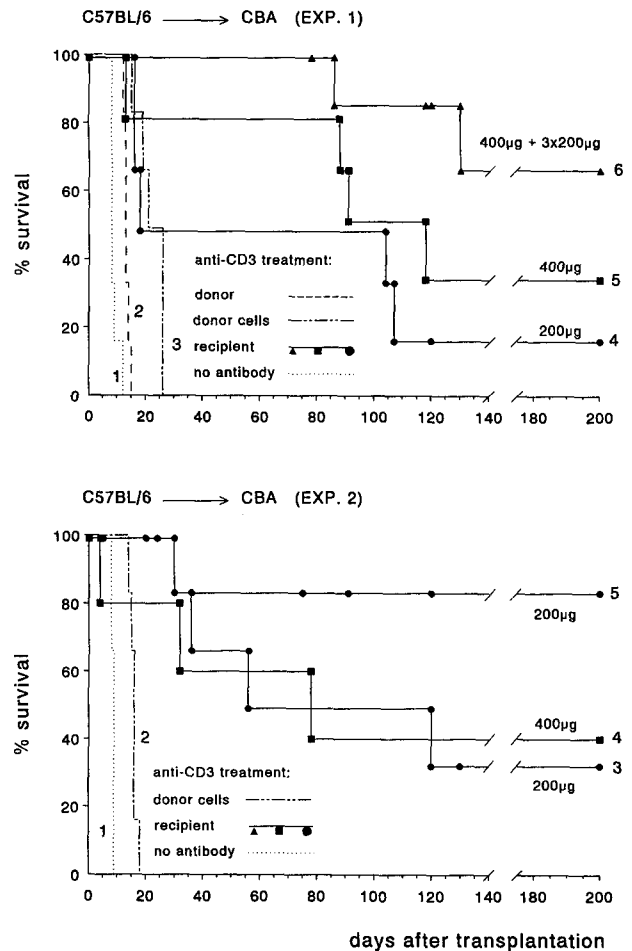 C57BL/6 → CBA (EXP. 1)
% survival
100
80
60
40
20
0
400µg + 3x200µg
6
400µg
5
200µg
4
anti-CD3 treatment:
donor
donor cells
recipient
no antibody
1
2
3
0 20 40 60 80 100 120 140 180 200
C57BL/6 → CBA (EXP. 2)
% survival
100
80
60
40
20
0
5
200µg
400µg
4
3
200µg
anti-CD3 treatment:
donor cells
recipient
no antibody
1
2
0 20 40 60 80 100 120 140 180 200
days after transplantation